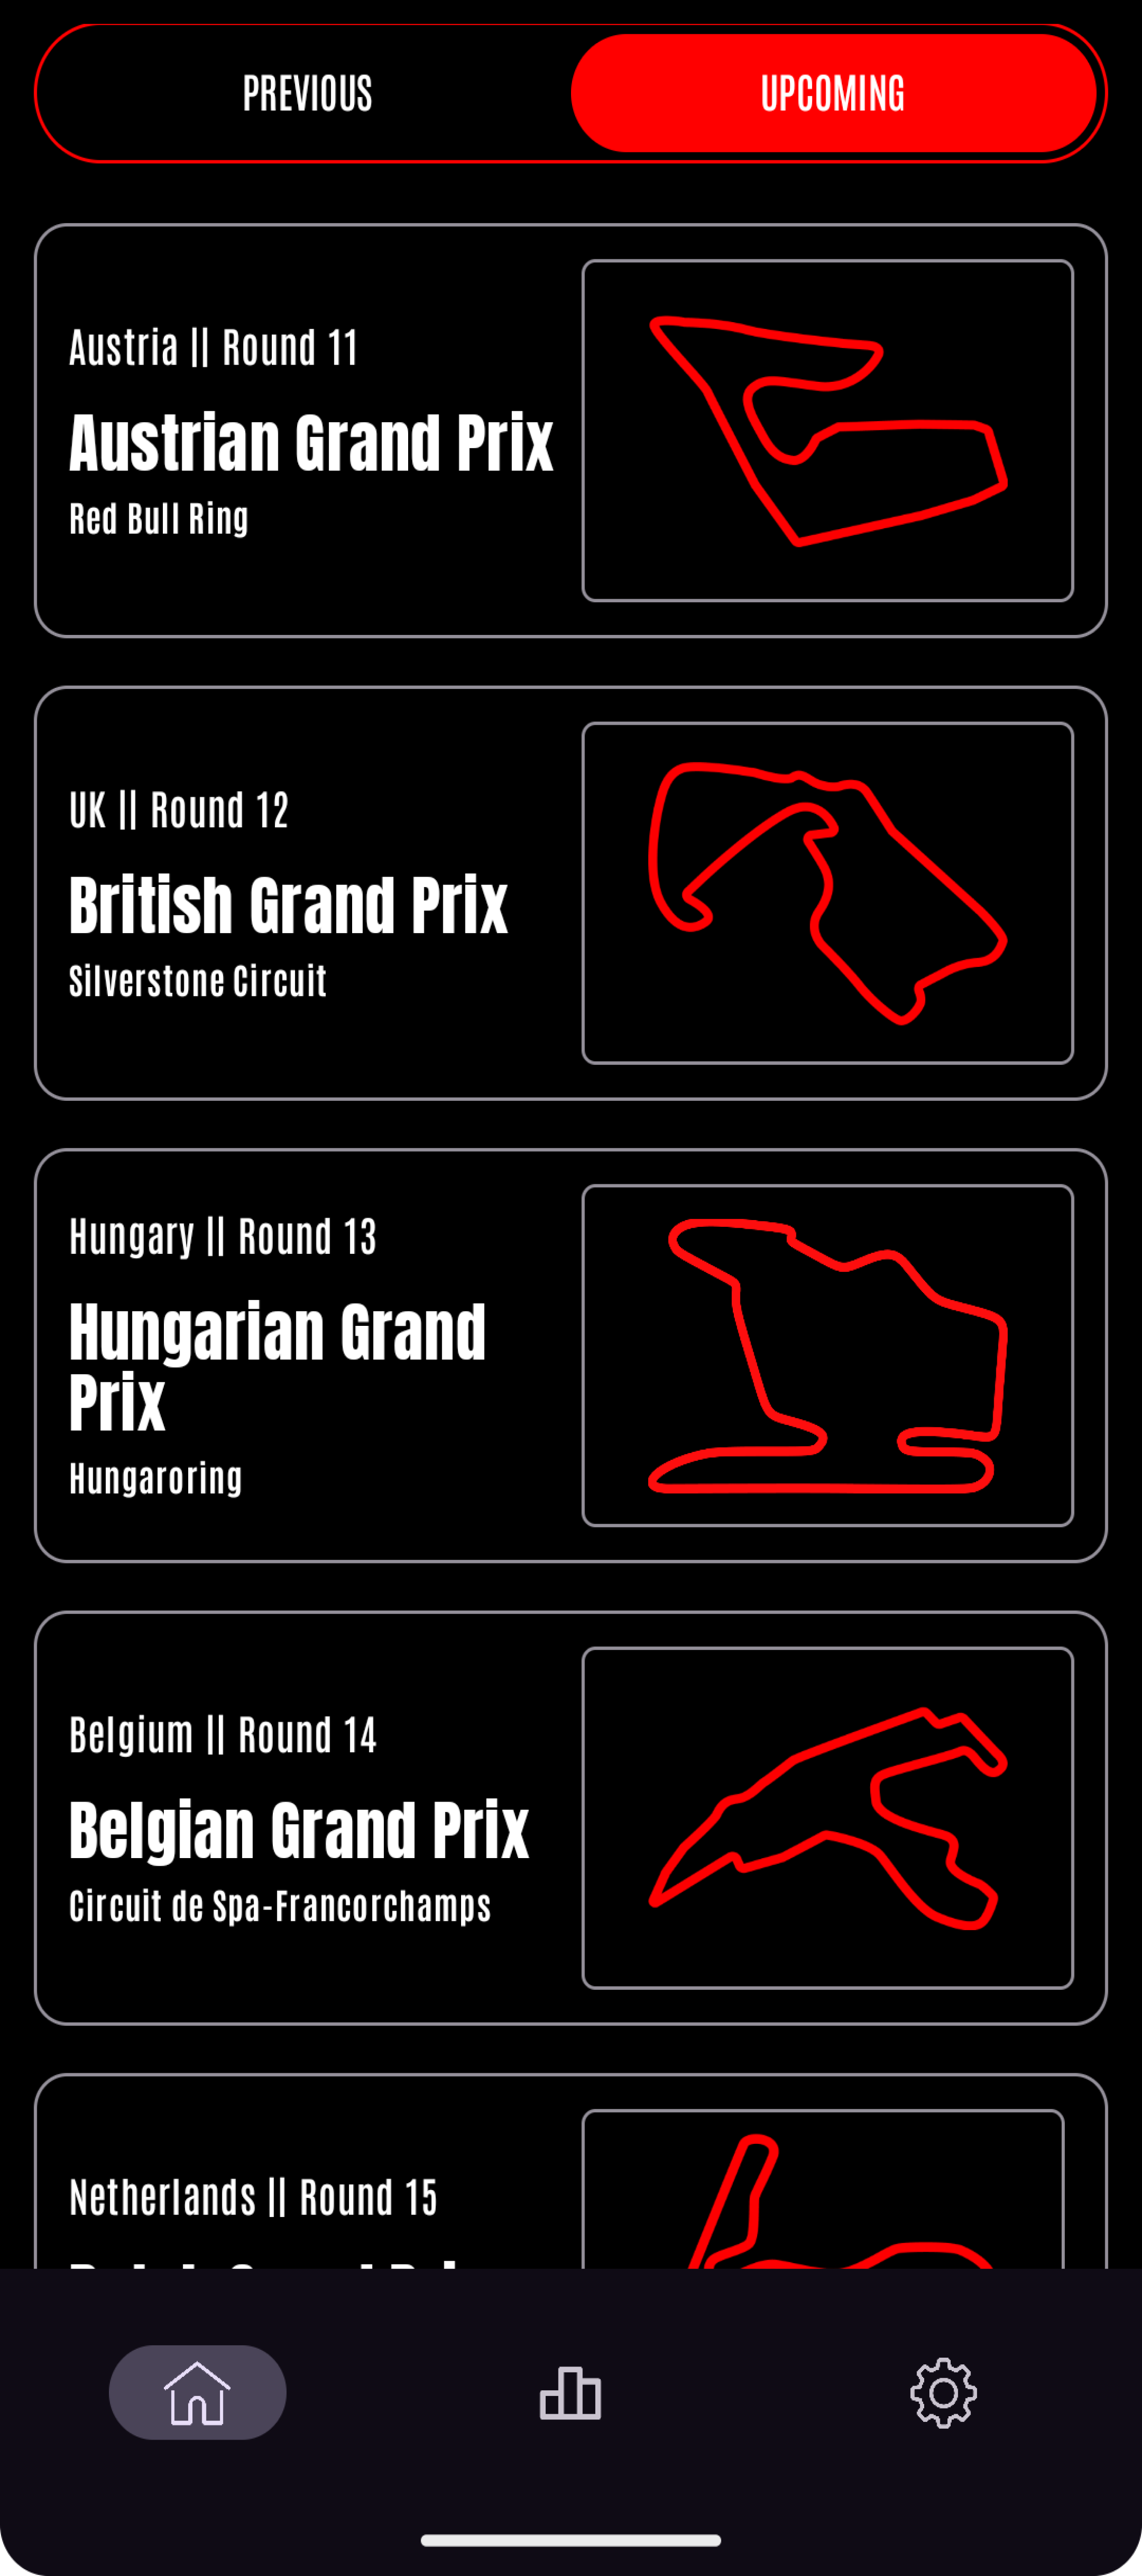 PREVIOUS
UPCOMING
Austria || Round 11
Austrian Grand Prix
Red Bull Ring
UK || Round 12
British Grand Prix
Silverstone Circuit
Hungary || Round 13
Hungarian Grand
Prix
Hungaroring
Belgium || Round 14
Belgian Grand Prix
Circuit de Spa-Francorchamps
Netherlands || Round 15